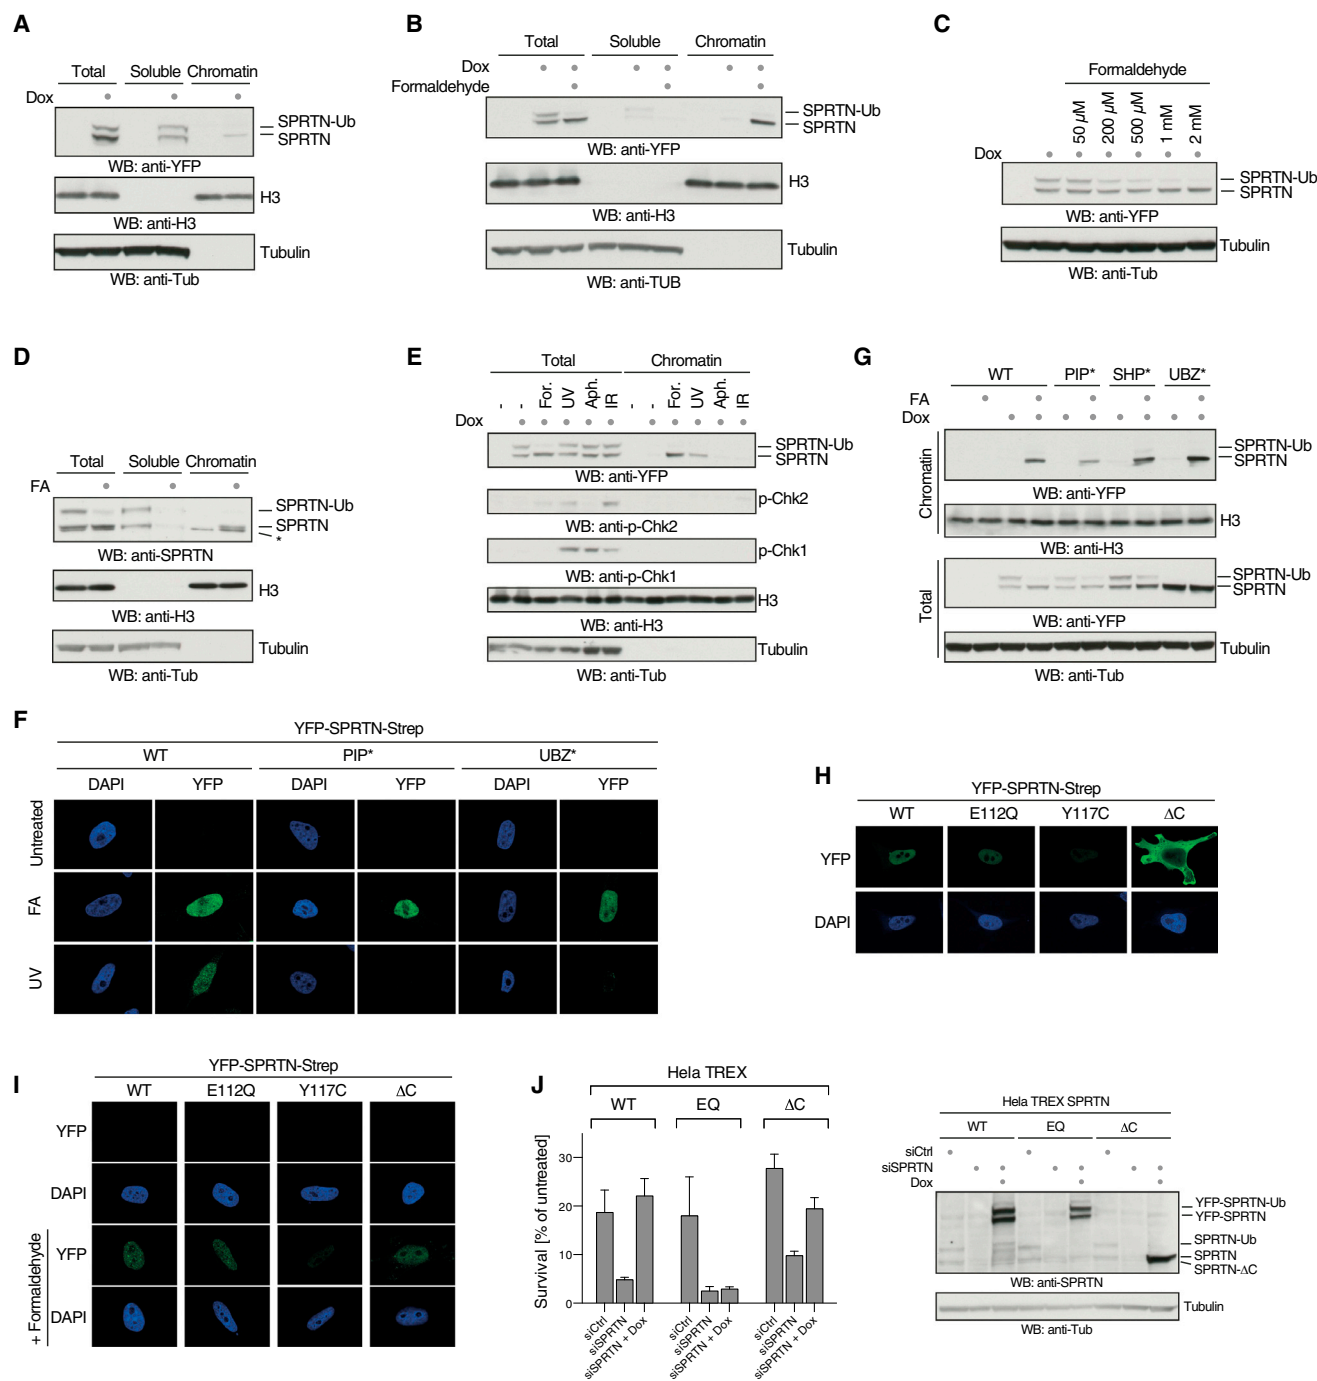 A
Total Soluble Chromatin
Dox
SPRTN-Ub
SPRTN
WB: anti-YFP
H3
WB: anti-H3
Tubulin
WB: anti-Tub
B
Total Soluble Chromatin
Dox
Formaldehyde
SPRTN-Ub
SPRTN
WB: anti-YFP
H3
WB: anti-H3
Tubulin
WB: anti-TUB
C
Formaldehyde
50 µM 200 µM 500 µM 1 mM 2 mM
Dox
SPRTN-Ub
SPRTN
WB: anti-YFP
Tubulin
WB: anti-Tub
D
Total Soluble Chromatin
FA
SPRTN-Ub
SPRTN
*
WB: anti-SPRTN
H3
WB: anti-H3
Tubulin
WB: anti-Tub
E
Total Chromatin
- - For. UV Aph. IR - - For. UV Aph. IR
Dox
SPRTN-Ub
SPRTN
WB: anti-YFP
p-Chk2
WB: anti-p-Chk2
p-Chk1
WB: anti-p-Chk1
H3
WB: anti-H3
Tubulin
WB: anti-Tub
G
WT PIP* SHP* UBZ*
FA
Dox
Chromatin
SPRTN-Ub
SPRTN
WB: anti-YFP
H3
WB: anti-H3
Total
SPRTN-Ub
SPRTN
WB: anti-YFP
Tubulin
WB: anti-Tub
F
YFP-SPRTN-Strep
WT PIP* UBZ*
DAPI YFP DAPI YFP DAPI YFP
Untreated
FA
UV
H
YFP-SPRTN-Strep
WT E112Q Y117C ΔC
YFP
DAPI
I
YFP-SPRTN-Strep
WT E112Q Y117C ΔC
YFP
DAPI
+ Formaldehyde
YFP
DAPI
J
Hela TREX
WT EQ ΔC
Survival [% of untreated]
30
20
10
0
siCtrl siSPRTN siSPRTN + Dox siCtrl siSPRTN siSPRTN + Dox siCtrl siSPRTN siSPRTN + Dox
Hela TREX SPRTN
WT EQ ΔC
siCtrl
siSPRTN
Dox
YFP-SPRTN-Ub
YFP-SPRTN
SPRTN-Ub
SPRTN
SPRTN-ΔC
WB: anti-SPRTN
Tubulin
WB: anti-Tub